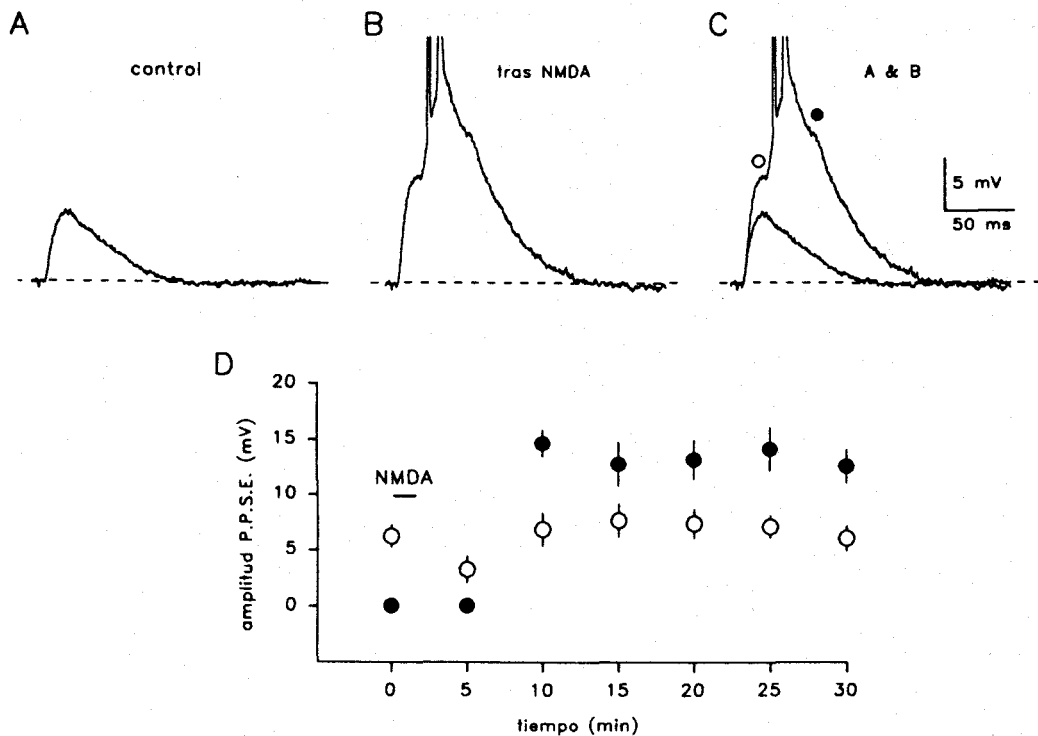 A
B
C
control
tras NMDA
A & B
5 mV
50 ms
D
amplitud P.P.S.E. (mV)
20
15
10
5
0
NMDA
0 5 10 15 20 25 30
tiempo (min)